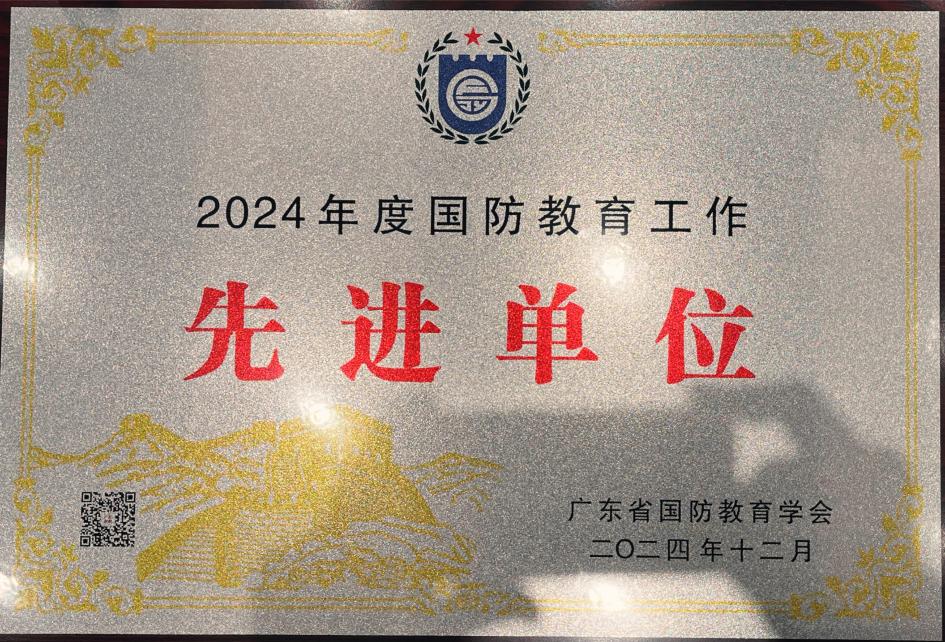 2024年度国防教育工作
先进单位
广东省国防教育学会
二〇二四年十二月